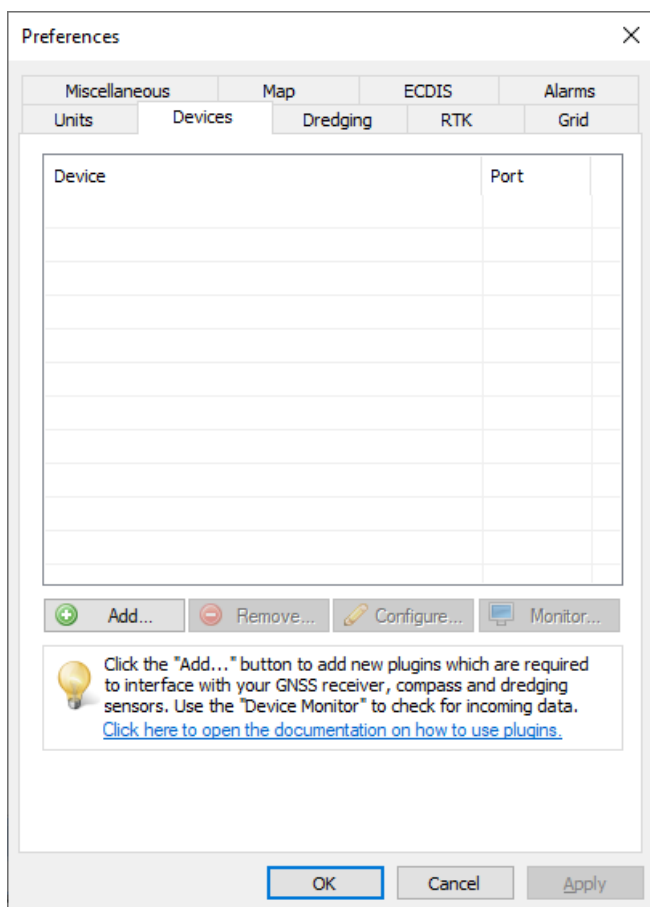 Preferences
Miscellaneous Map ECDIS Alarms
Units Devices Dredging RTK Grid
Device Port
Add... Remove... Configure... Monitor...
Click the "Add..." button to add new plugins which are required
to interface with your GNSS receiver, compass and dredging
sensors. Use the "Device Monitor" to check for incoming data.
Click here to open the documentation on how to use plugins.
OK Cancel Apply